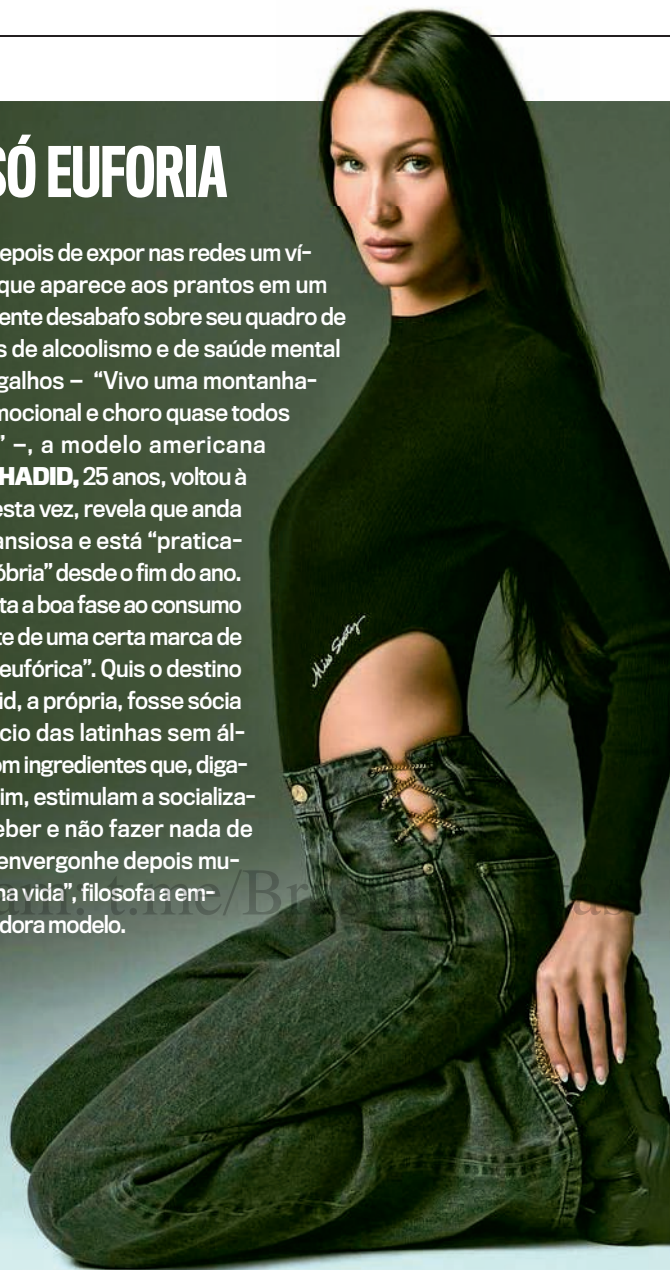 SÓ EUFORIA
epois de expor nas redes um ví-
que aparece aos prantos em um
ente desabafo sobre seu quadro de
s de alcoolismo e de saúde mental
galhos – “Vivo uma montanha-
mocional e choro quase todos
” –, a modelo americana
HADID, 25 anos, voltou à
esta vez, revela que anda
ansiosa e está “pratica-
óbria” desde o fim do ano.
ta a boa fase ao consumo
te de uma certa marca de
eufórica”. Quis o destino
id, a própria, fosse sócia
cio das latinhas sem ál-
om ingredientes que, diga-
im, estimulam a socializa-
eber e não fazer nada de
envergonhe depois mu-
ha vida”, filosofa a em-
dora modelo.
Miss Sixty
t.me/Br